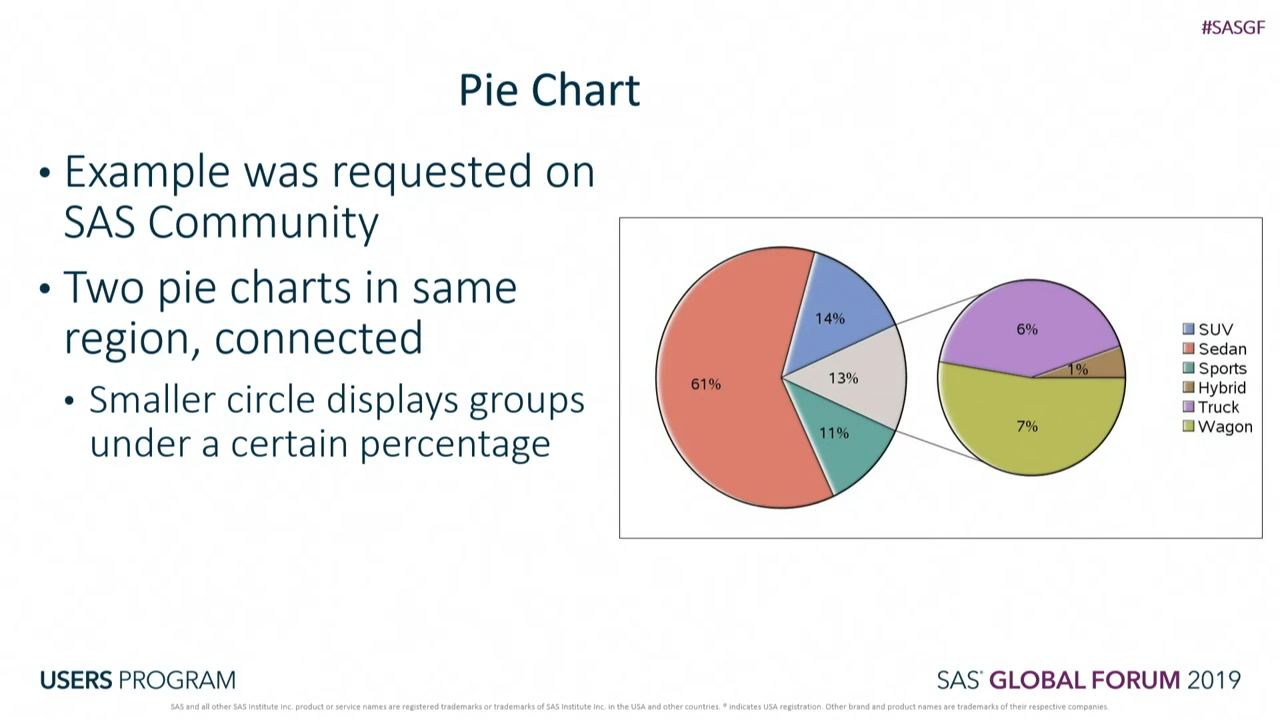 #SASGF
Pie Chart
• Example was requested on
SAS Community
• Two pie charts in same
region, connected
• Smaller circle displays groups
under a certain percentage
14%
61%
13%
11%
6%
1%
7%
SUV
Sedan
Sports
Hybrid
Truck
Wagon
USERS PROGRAM
SAS® GLOBAL FORUM 2019
SAS and all other SAS Institute Inc. product or service names are registered trademarks or trademarks of SAS Institute Inc. in the USA and other countries. ® indicates USA registration. Other brand and product names are trademarks of their respective companies.